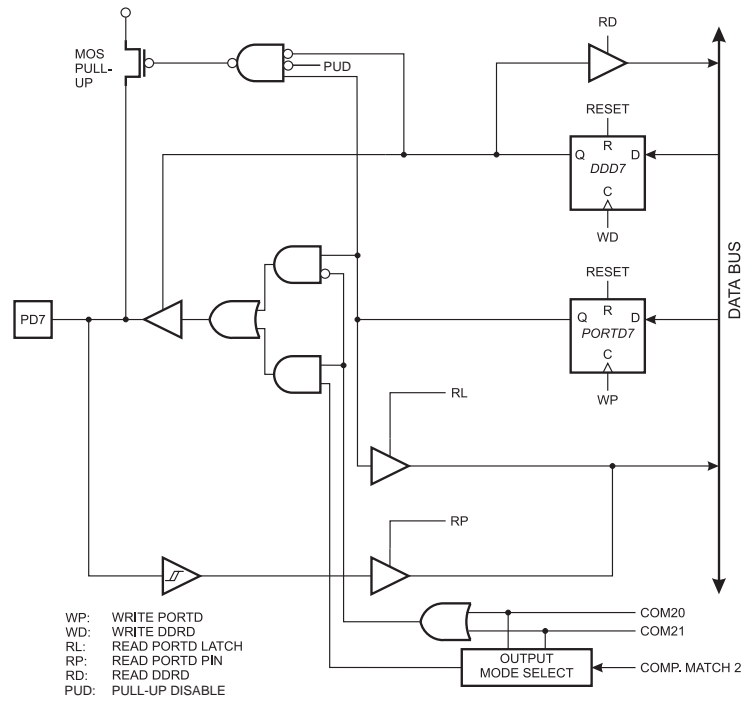 RD
MOS
PULL-
UP
PUD
RESET
R
Q
D
DDD7
C
WD
RESET
R
Q
D
PORTD7
C
WP
PD7
DATA BUS
RL
RP
WP: WRITE PORTD
WD: WRITE DDRD
RL: READ PORTD LATCH
RP: READ PORTD PIN
RD: READ DDRD
PUD: PULL-UP DISABLE
COM20
COM21
OUTPUT
MODE SELECT
COMP. MATCH 2